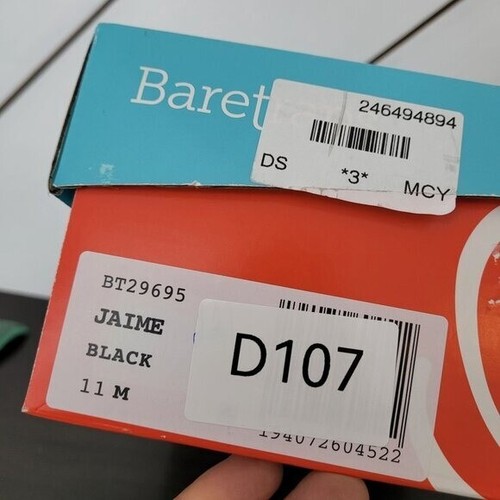 Baret
246494894
DS
*3*
MCY
BT29695
JAIME
BLACK
11 M
D107
194072604522